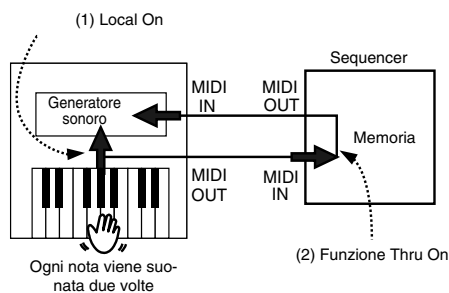 (1) Local On
Sequencer
Generatore
sonoro
MIDI
IN
MIDI
OUT
Memoria
MIDI
OUT
MIDI
IN
(2) Funzione Thru On
Ogni nota viene suo-
nata due volte